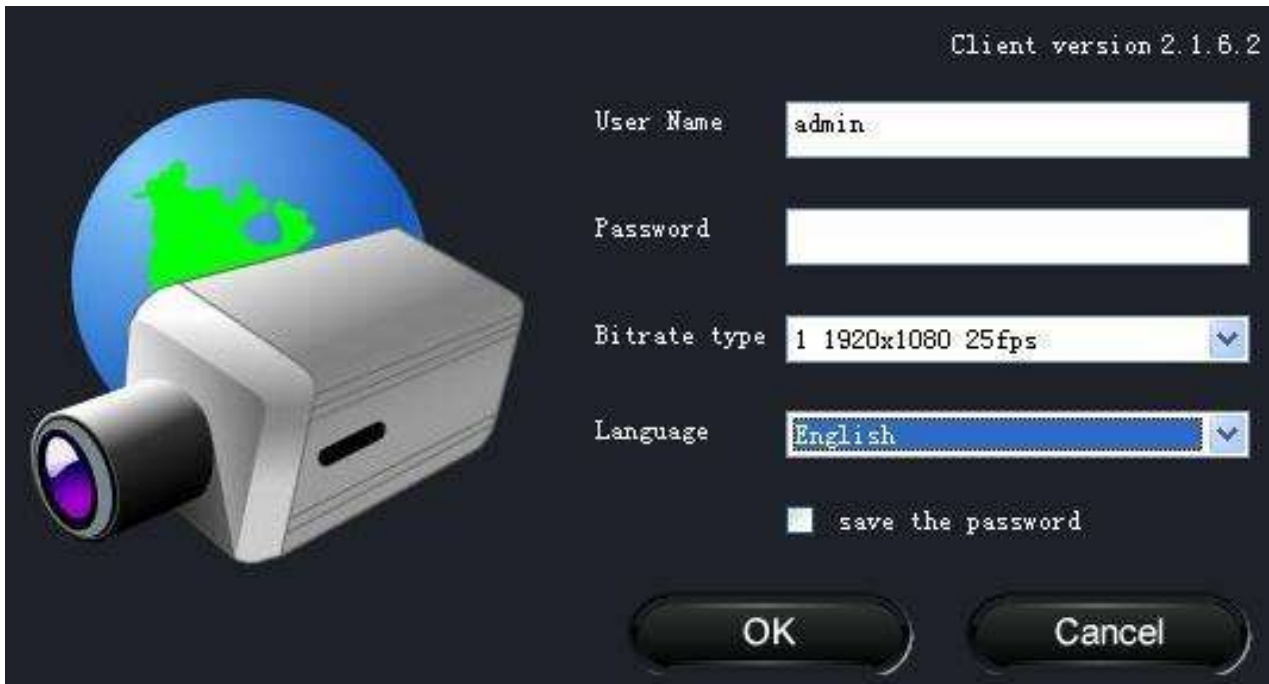 Client version 2.1.6.2
User Name admin
Password
Bitrate type 1 1920x1080 25fps
Language English
save the password
OK Cancel